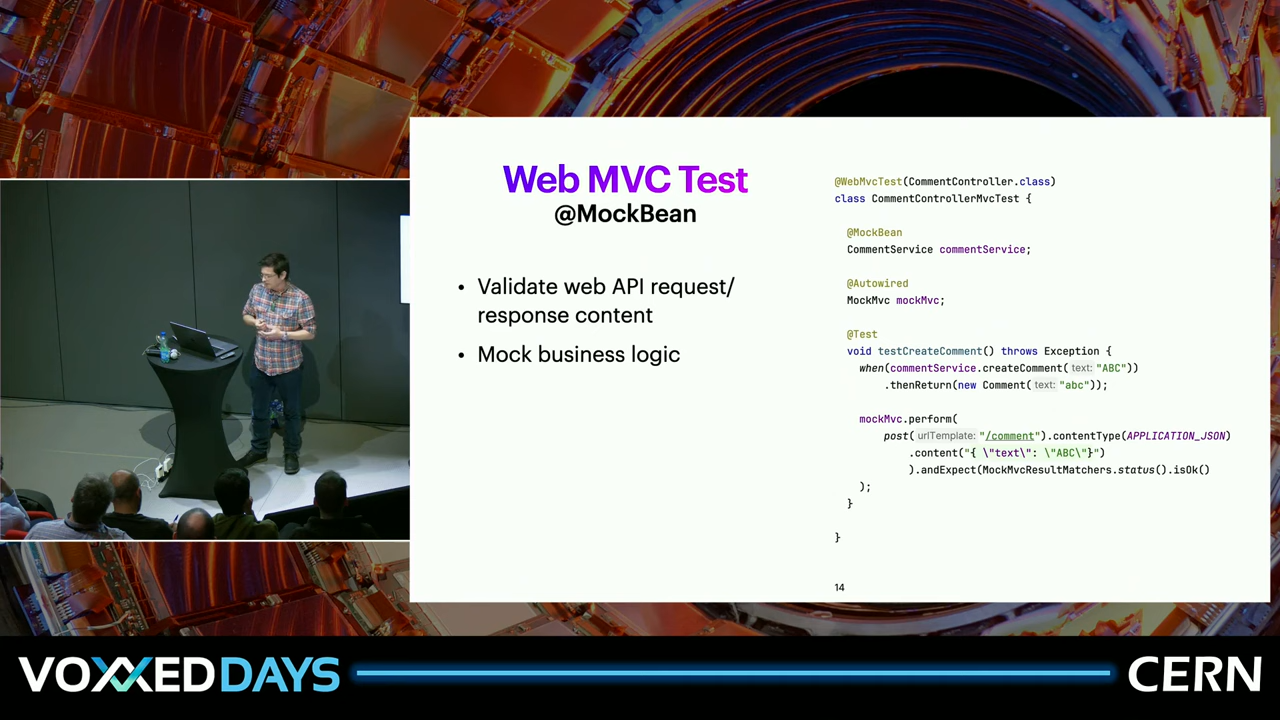 Web MVC Test
@MockBean
• Validate web API request/
response content
• Mock business logic
@WebMvcTest(CommentController.class)
class CommentControllerMvcTest {
@MockBean
CommentService commentService;
@Autowired
MockMvc mockMvc;
@Test
void testCreateComment() throws Exception {
when(commentService.createComment( text: "ABC"))
.thenReturn(new Comment( text: "abc"));
mockMvc.perform(
post( urlTemplate: "/comment").contentType(APPLICATION_JSON)
.content("{ \"text\": \"ABC\"}")
).andExpect(MockMvcResultMatchers.status().isOk()
);
}
}
14
VOXXED DAYS
CERN